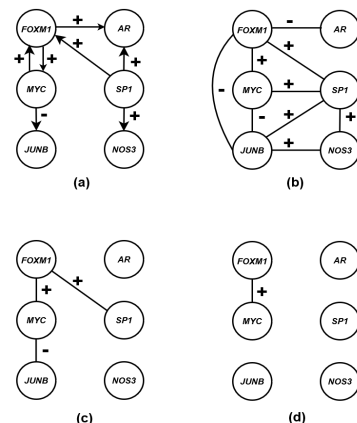 FOXM1 + AR
+ + + +
MYC SP1
- +
JUNB NOS3
(a)
FOXM1 - AR
+ +
MYC + SP1
- - + +
JUNB + NOS3
(b)
FOXM1 AR
+ +
MYC SP1
-
JUNB NOS3
(c)
FOXM1 AR
+
MYC SP1
JUNB NOS3
(d)